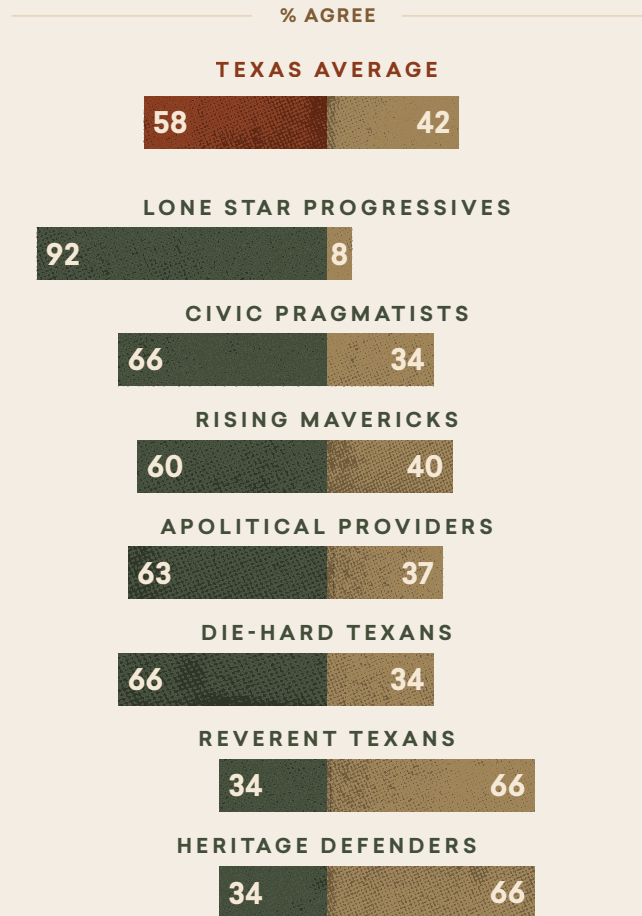 % AGREE
TEXAS AVERAGE
58 42
LONE STAR PROGRESSIVES
92 8
CIVIC PRAGMATISTS
66 34
RISING MAVERICKS
60 40
APOLITICAL PROVIDERS
63 37
DIE-HARD TEXANS
66 34
REVERENT TEXANS
34 66
HERITAGE DEFENDERS
34 66